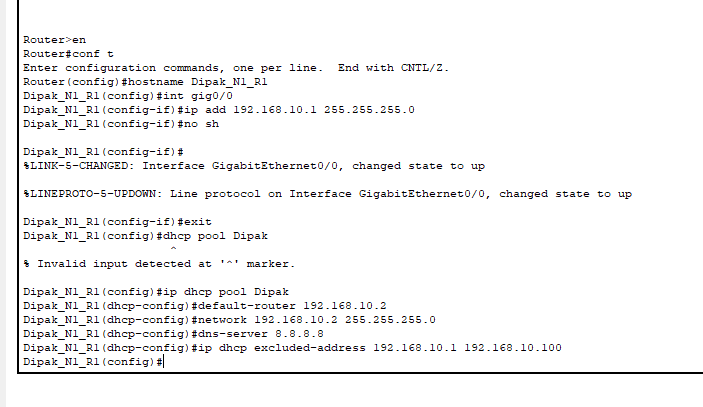 Router>en
Router#conf t
Enter configuration commands, one per line.  End with CNTL/Z.
Router(config)#hostname Dipak_N1_R1
Dipak_N1_R1(config)#int gig0/0
Dipak_N1_R1(config-if)#ip add 192.168.10.1 255.255.255.0
Dipak_N1_R1(config-if)#no sh
Dipak_N1_R1(config-if)#
%LINK-5-CHANGED: Interface GigabitEthernet0/0, changed state to up
%LINEPROTO-5-UPDOWN: Line protocol on Interface GigabitEthernet0/0, changed state to up
Dipak_N1_R1(config-if)#exit
Dipak_N1_R1(config)#dhcp pool Dipak
^
% Invalid input detected at '^' marker.
Dipak_N1_R1(config)#ip dhcp pool Dipak
Dipak_N1_R1(dhcp-config)#default-router 192.168.10.2
Dipak_N1_R1(dhcp-config)#network 192.168.10.2 255.255.255.0
Dipak_N1_R1(dhcp-config)#dns-server 8.8.8.8
Dipak_N1_R1(dhcp-config)#ip dhcp excluded-address 192.168.10.1 192.168.10.100
Dipak_N1_R1(config)#